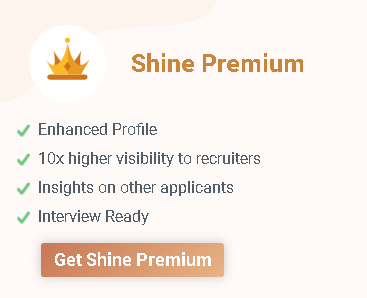 Shine Premium
Enhanced Profile
10x higher visibility to recruiters
Insights on other applicants
Interview Ready
Get Shine Premium